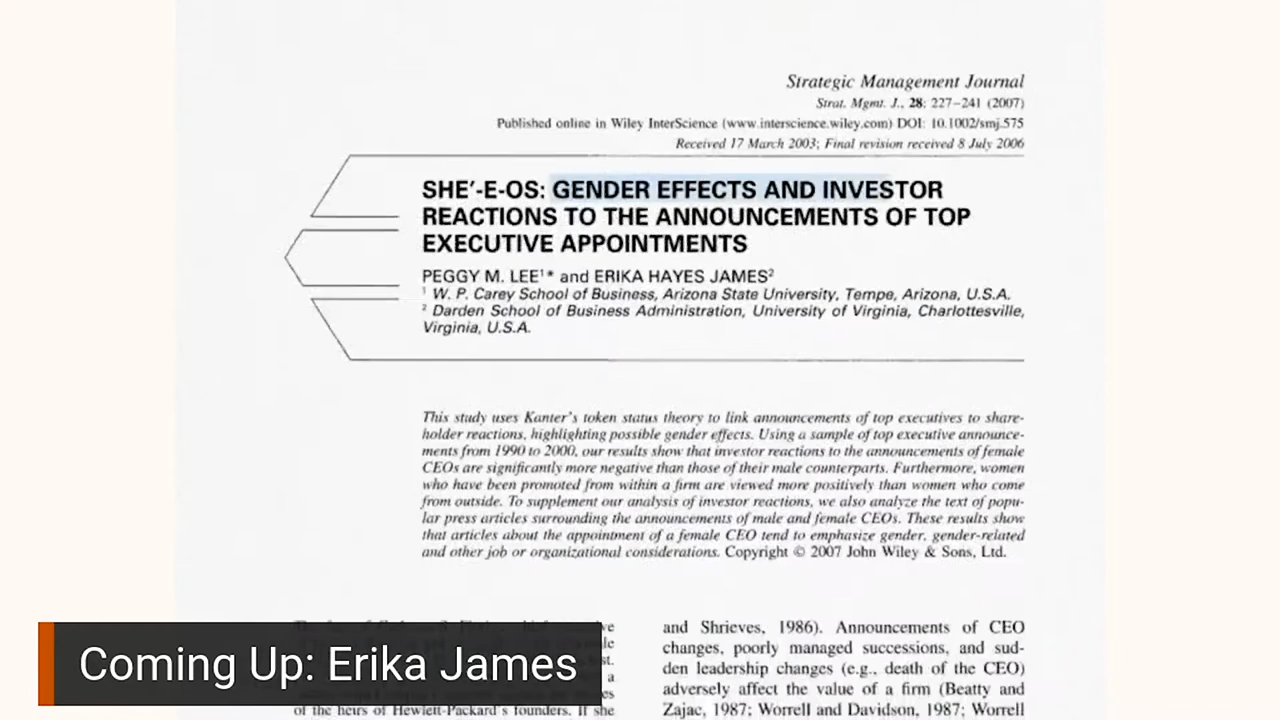 Strategic Management Journal
Strat. Mgmt. J., 28: 227–241 (2007)
Published online in Wiley InterScience (www.interscience.wiley.com) DOI: 10.1002/smj.575
Received 17 March 2003; Final revision received 8 July 2006
SHE'-E-OS: GENDER EFFECTS AND INVESTOR
REACTIONS TO THE ANNOUNCEMENTS OF TOP
EXECUTIVE APPOINTMENTS
PEGGY M. LEE¹* and ERIKA HAYES JAMES²
¹ W. P. Carey School of Business, Arizona State University, Tempe, Arizona, U.S.A.
² Darden School of Business Administration, University of Virginia, Charlottesville,
Virginia, U.S.A.
This study uses Kanter's token status theory to link announcements of top executives to share-
holder reactions, highlighting possible gender effects. Using a sample of top executive announce-
ments from 1990 to 2000, our results show that investor reactions to the announcements of female
CEOs are significantly more negative than those of their male counterparts. Furthermore, women
who have been promoted from within a firm are viewed more positively than women who come
from outside. To supplement our analysis of investor reactions, we also analyze the text of popu-
lar press articles surrounding the announcements of male and female CEOs. These results show
that articles about the appointment of a female CEO tend to emphasize gender, gender-related
and other job or organizational considerations. Copyright © 2007 John Wiley & Sons, Ltd.
of the heirs of Hewlett-Packard's founders. If she
and Shrieves, 1986). Announcements of CEO
changes, poorly managed successions, and sud-
den leadership changes (e.g., death of the CEO)
adversely affect the value of a firm (Beatty and
Zajac, 1987; Worrell and Davidson, 1987; Worrell
Coming Up: Erika James